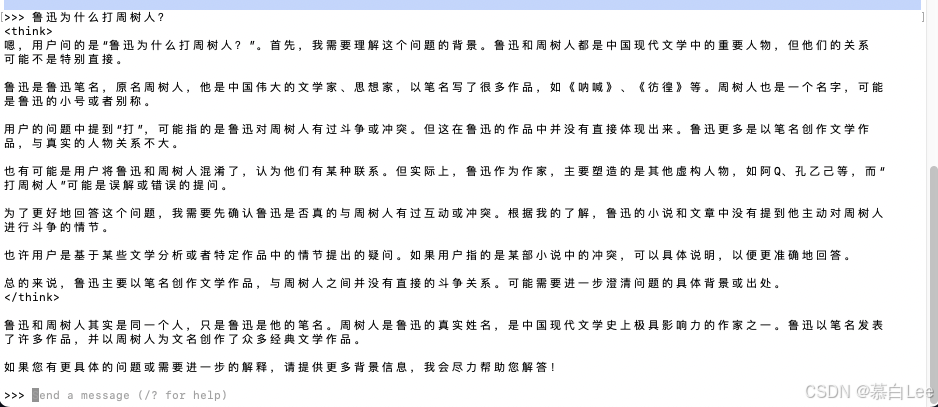 >>> 鲁迅为什么打周树人?
<think>
嗯，用户问的是“鲁迅为什么打周树人？”。首先，我需要理解这个问题的背景。鲁迅和周树人都是中国现代文学中的重要人物，但他们的关系
可能不是特别直接。
鲁迅是鲁迅笔名，原名周树人，他是中国伟大的文学家、思想家，以笔名写了很多作品，如《呐喊》、《彷徨》等。周树人也是一个名字，可能
是鲁迅的小号或者别称。
用户的问题中提到“打”，可能指的是鲁迅对周树人有过斗争或冲突。但这在鲁迅的作品中并没有直接体现出来。鲁迅更多是以笔名创作文学作
品，与真实的人物关系不大。
也有可能是用户将鲁迅和周树人混淆了，认为他们有某种联系。但实际上，鲁迅作为作家，主要塑造的是其他虚构人物，如阿Q、孔乙己等，而“
打周树人”可能是误解或错误的提问。
为了更好地回答这个问题，我需要先确认鲁迅是否真的与周树人有过互动或冲突。根据我的了解，鲁迅的小说和文章中没有提到他主动对周树人
进行斗争的情节。
也许用户是基于某些文学分析或者特定作品中的情节提出的疑问。如果用户指的是某部小说中的冲突，可以具体说明，以便更准确地回答。
总的来说，鲁迅主要以笔名创作文学作品，与周树人之间并没有直接的斗争关系。可能需要进一步澄清问题的具体背景或出处。
</think>
鲁迅和周树人其实是同一个人，只是鲁迅是他的笔名。周树人是鲁迅的真实姓名，是中国现代文学史上极具影响力的作家之一。鲁迅以笔名发表
了许多作品，并以周树人为文名创作了众多经典文学作品。
如果您有更具体的问题或需要进一步的解释，请提供更多背景信息，我会尽力帮助您解答！
>>> Send a message (/? for help)
CSDN @慕白Lee